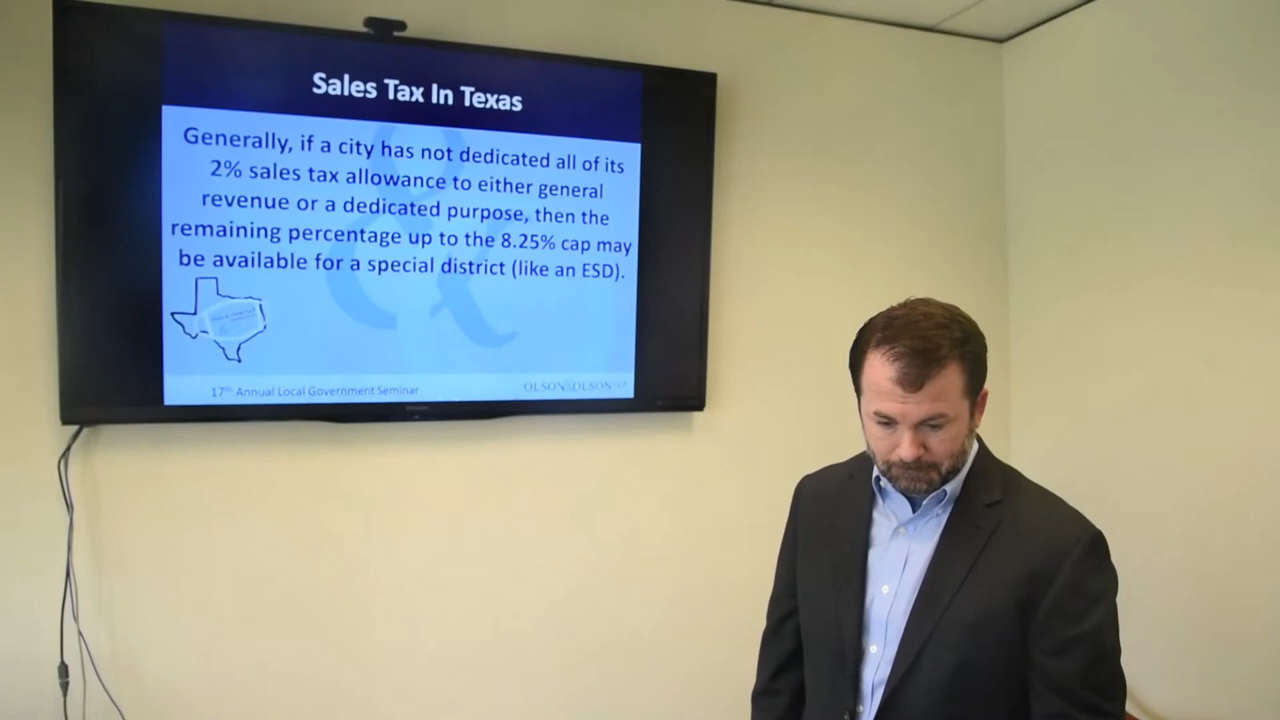 Sales Tax In Texas
Generally, if a city has not dedicated all of its
2% sales tax allowance to either general
revenue or a dedicated purpose, then the
remaining percentage up to the 8.25% cap may
be available for a special district (like an ESD).
17th Annual Local Government Seminar
OLSON&OLSON LLP